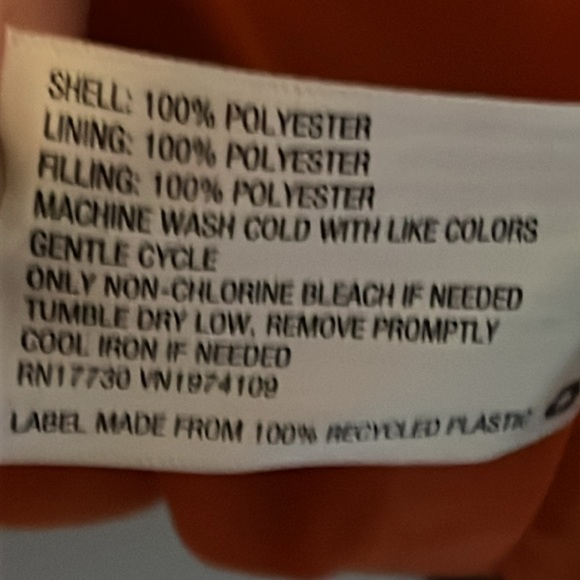 SHELL: 100% POLYESTER
LINING: 100% POLYESTER
FILLING: 100% POLYESTER
MACHINE WASH COLD WITH LIKE COLORS
GENTLE CYCLE
ONLY NON-CHLORINE BLEACH IF NEEDED
TUMBLE DRY LOW, REMOVE PROMPTLY
COOL IRON IF NEEDED
RN17730 VN1974109
LABEL MADE FROM 100% RECYCLED PLASTIC